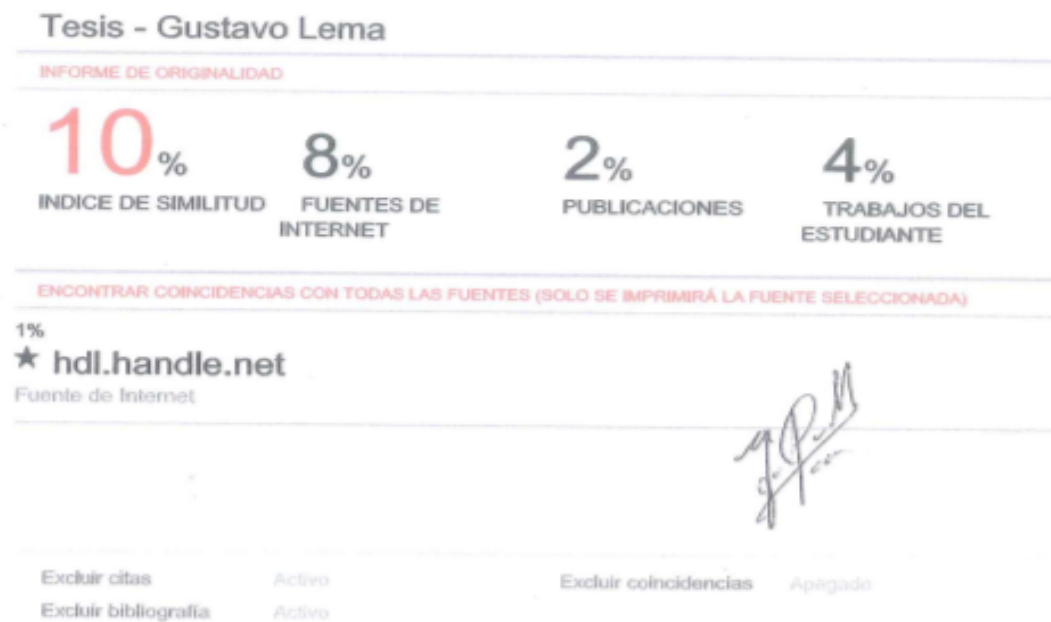 Tesis - Gustavo Lema
INFORME DE ORIGINALIDAD
10%
INDICE DE SIMILITUD
8%
FUENTES DE
INTERNET
2%
PUBLICACIONES
4%
TRABAJOS DEL
ESTUDIANTE
ENCONTRAR COINCIDENCIAS CON TODAS LAS FUENTES (SOLO SE IMPRIMIRÁ LA FUENTE SELECCIONADA)
1%
★ hdl.handle.net
Fuente de Internet
Excluir citas Activo
Excluir bibliografía Activo
Excluir coincidencias Apagado